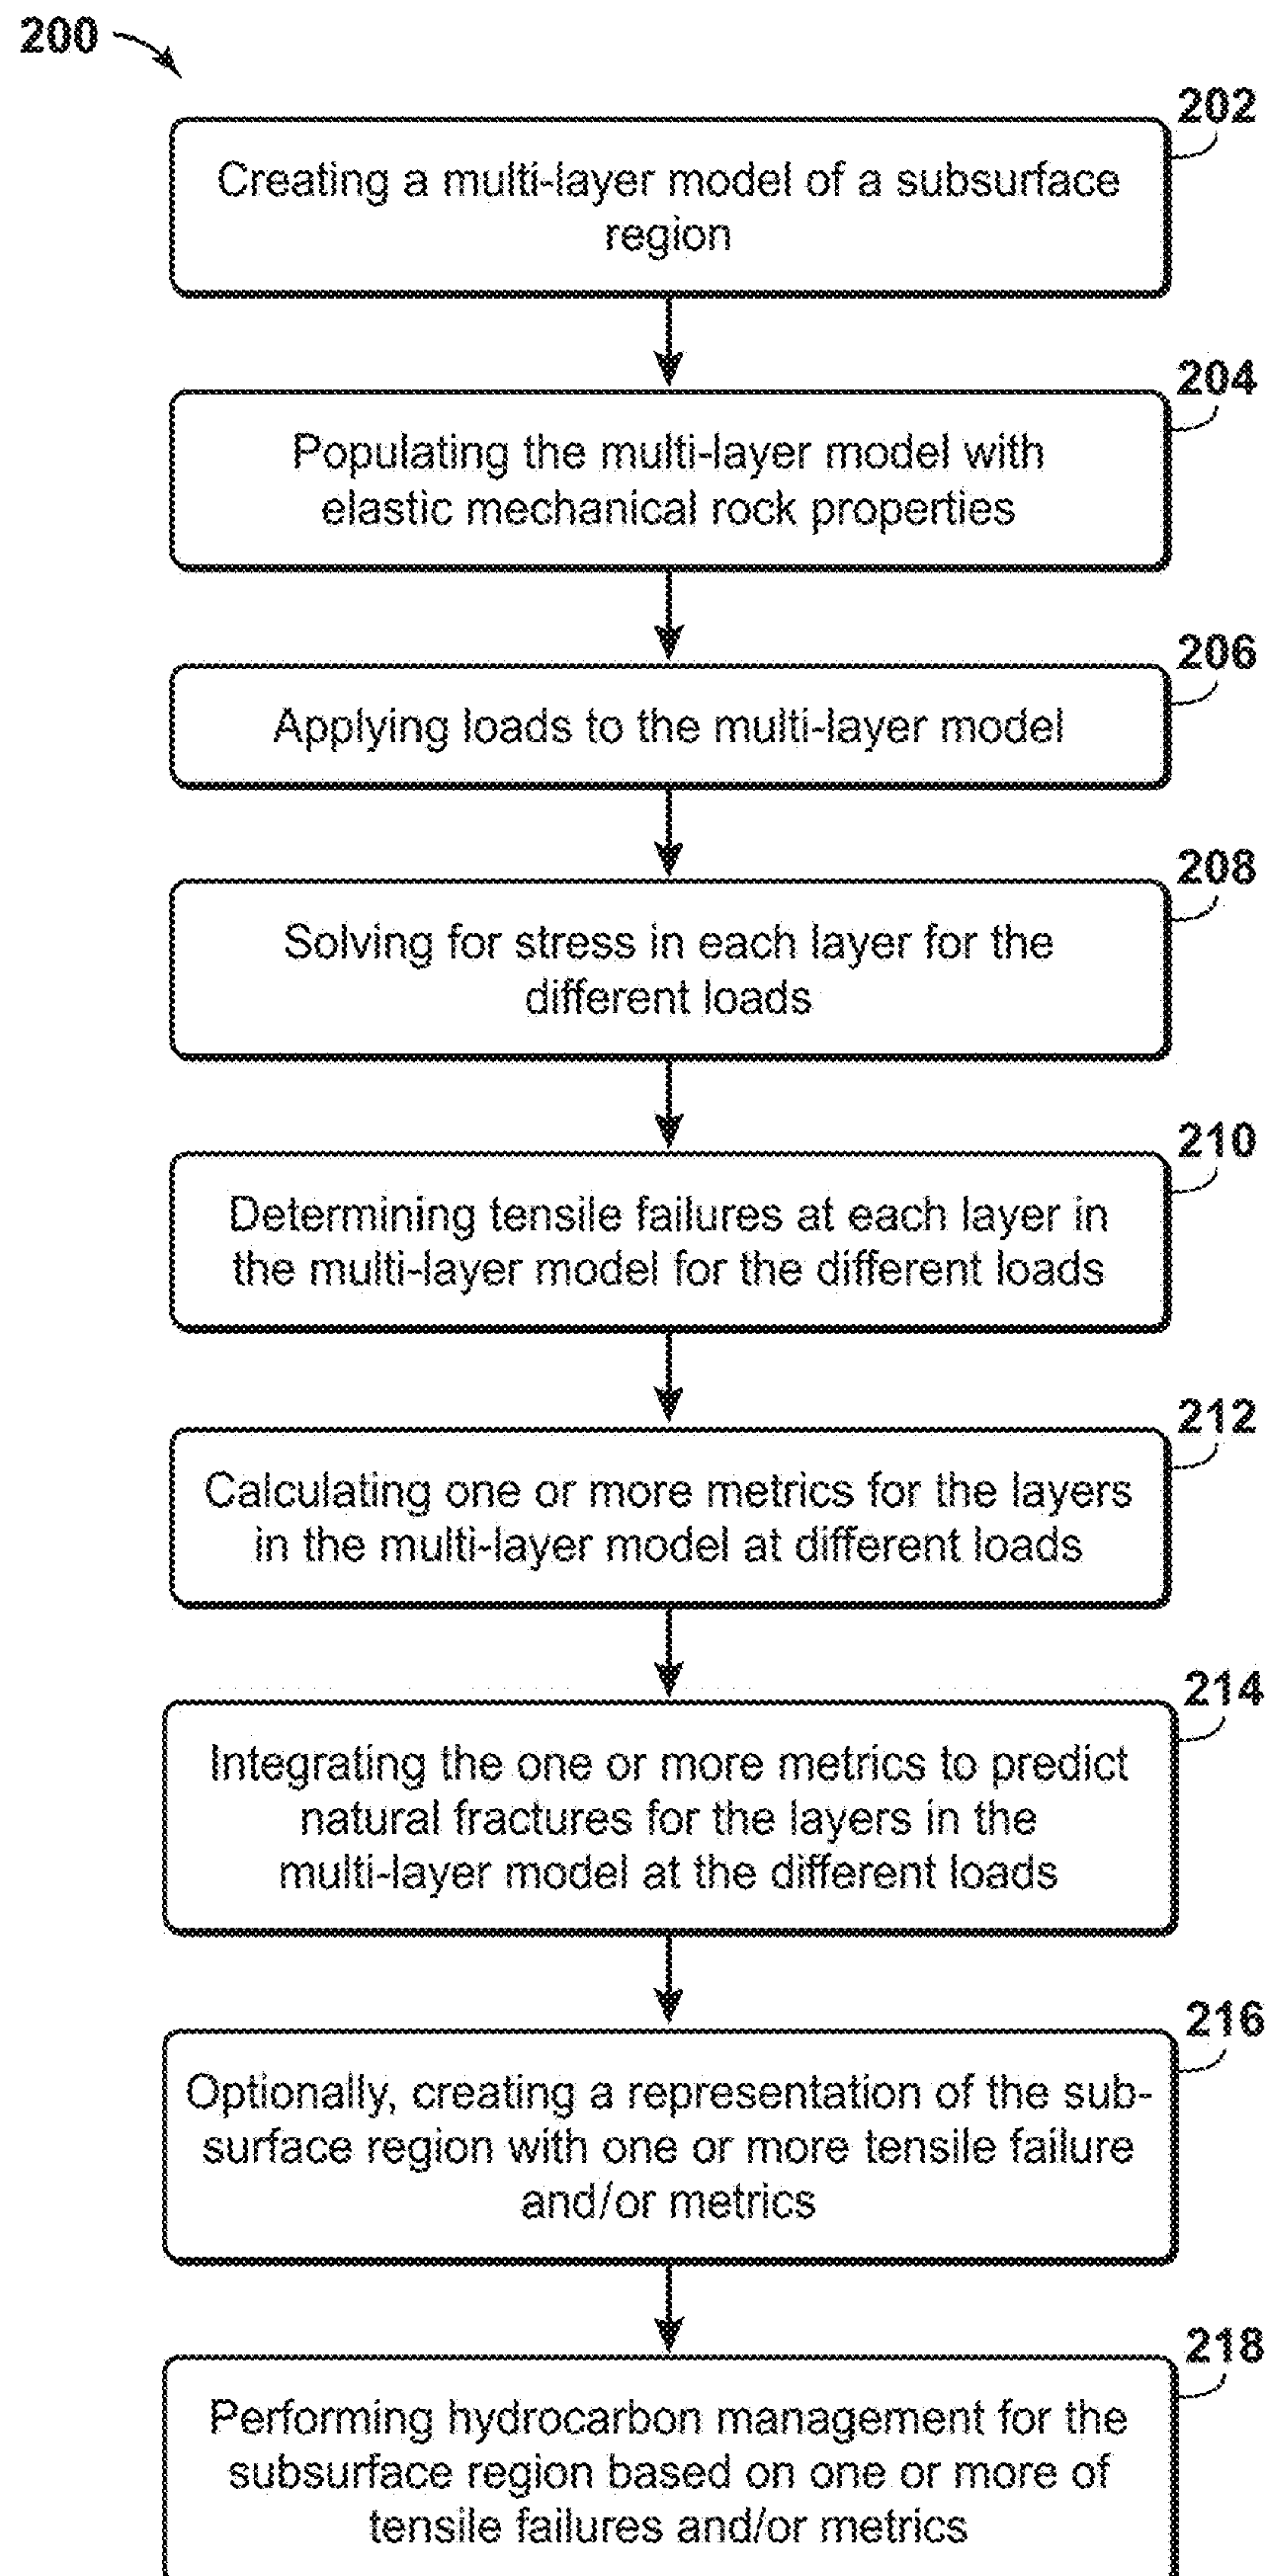 200
202
Creating a multi-layer model of a subsurface
region
204
Populating the multi-layer model with
elastic mechanical rock properties
206
Applying loads to the multi-layer model
208
Solving for stress in each layer for the
different loads
210
Determining tensile failures at each layer in
the multi-layer model for the different loads
212
Calculating one or more metrics for the layers
in the multi-layer model at different loads
214
Integrating the one or more metrics to predict
natural fractures for the layers in the
multi-layer model at the different loads
216
Optionally, creating a representation of the sub-
surface region with one or more tensile failure
and/or metrics
218
Performing hydrocarbon management for the
subsurface region based on one or more of
tensile failures and/or metrics